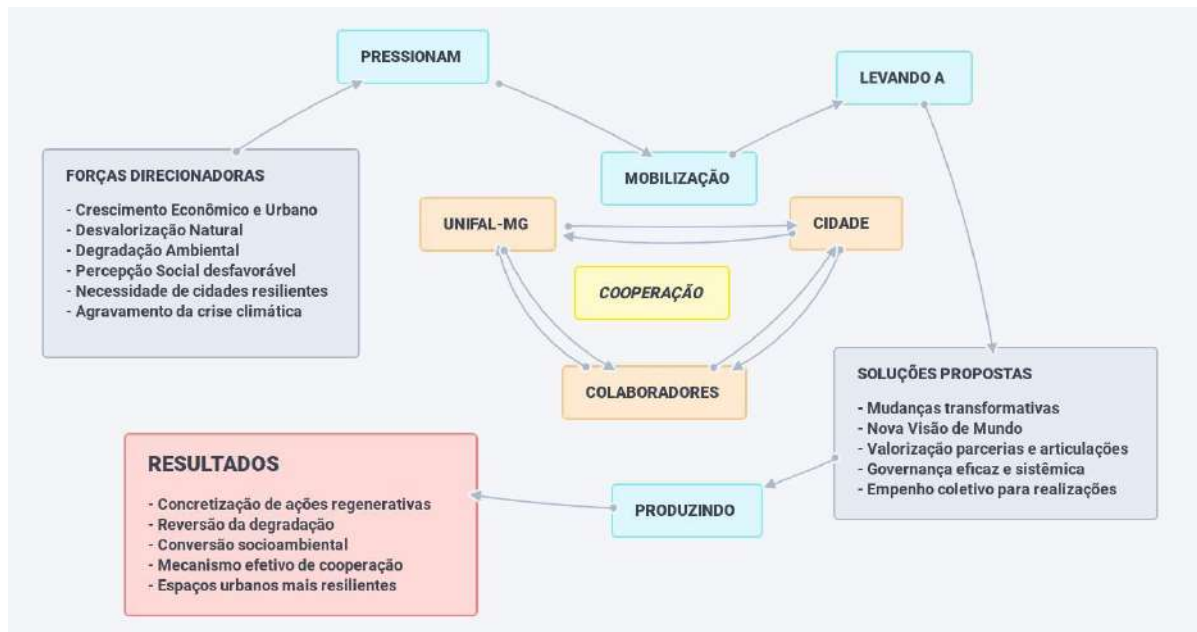 PRESSIONAM
LEVANDO A
FORÇAS DIRECIONADORAS
- Crescimento Econômico e Urbano
- Desvalorização Natural
- Degradação Ambiental
- Percepção Social desfavorável
- Necessidade de cidades resilientes
- Agravamento da crise climática
MOBILIZAÇÃO
UNIFAL-MG
CIDADE
COOPERAÇÃO
COLABORADORES
SOLUÇÕES PROPOSTAS
- Mudanças transformativas
- Nova Visão de Mundo
- Valorização parcerias e articulações
- Governança eficaz e sistêmica
- Empenho coletivo para realizações
PRODUZINDO
RESULTADOS
- Concretização de ações regenerativas
- Reversão da degradação
- Conversão socioambiental
- Mecanismo efetivo de cooperação
- Espaços urbanos mais resilientes